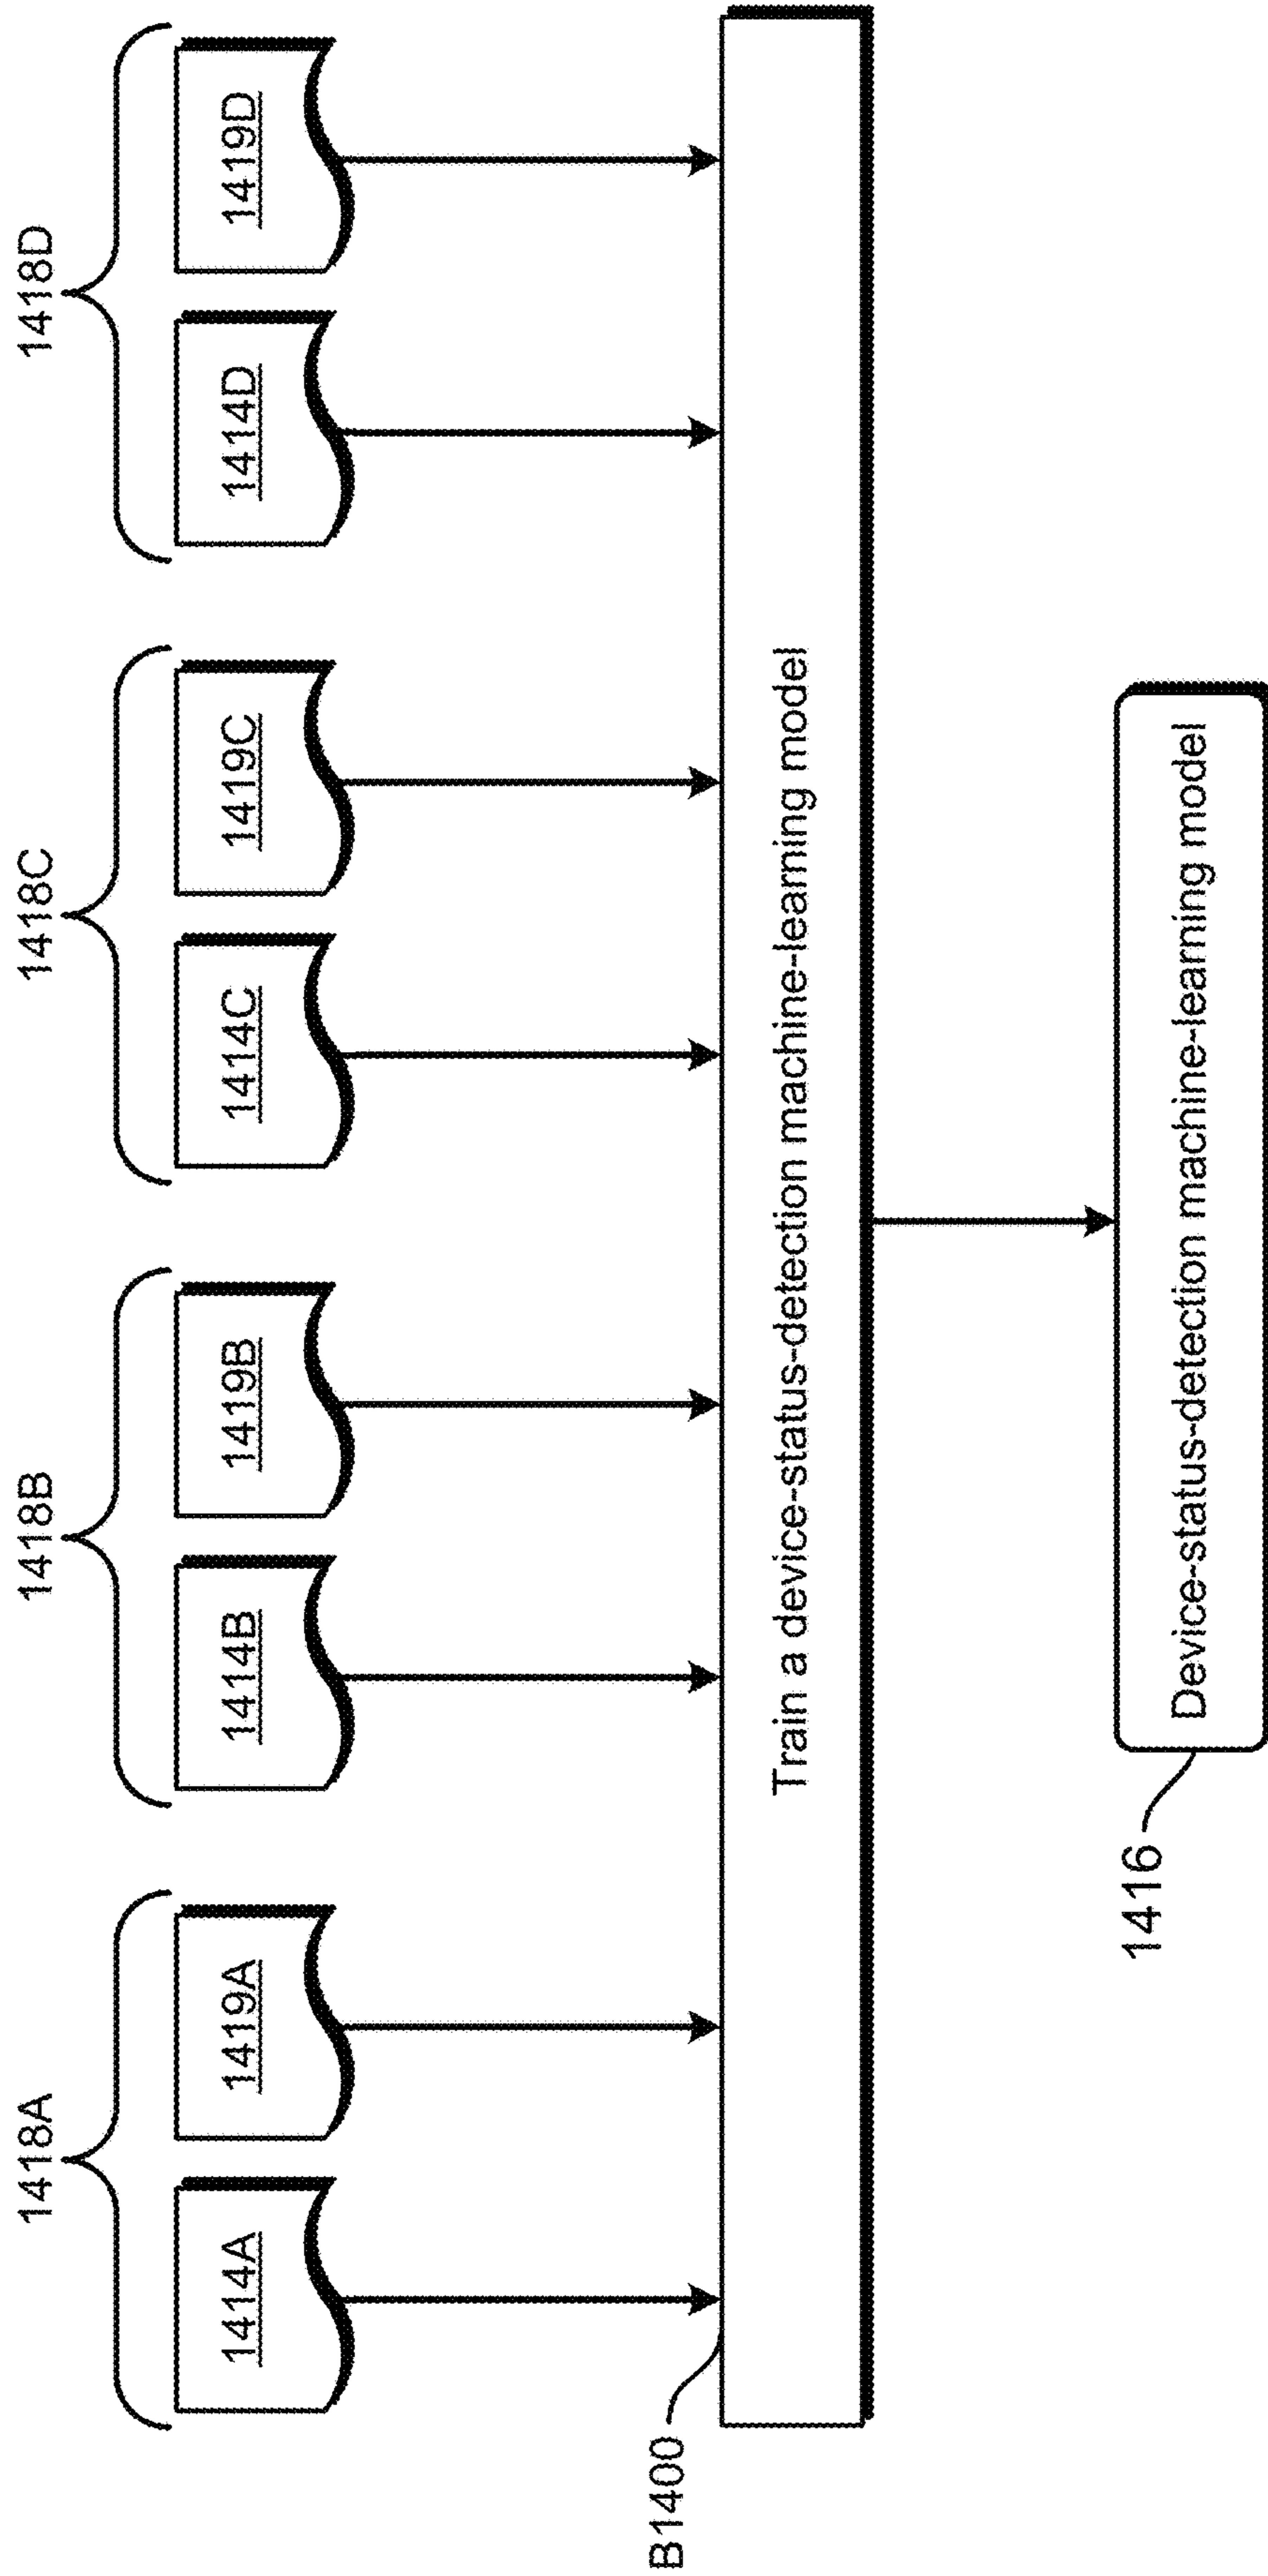 1418A
1418B
1418C
1418D
1414A
1419A
1414B
1419B
1414C
1419C
1414D
1419D
B1400
Train a device-status-detection machine-learning model
1416
Device-status-detection machine-learning model